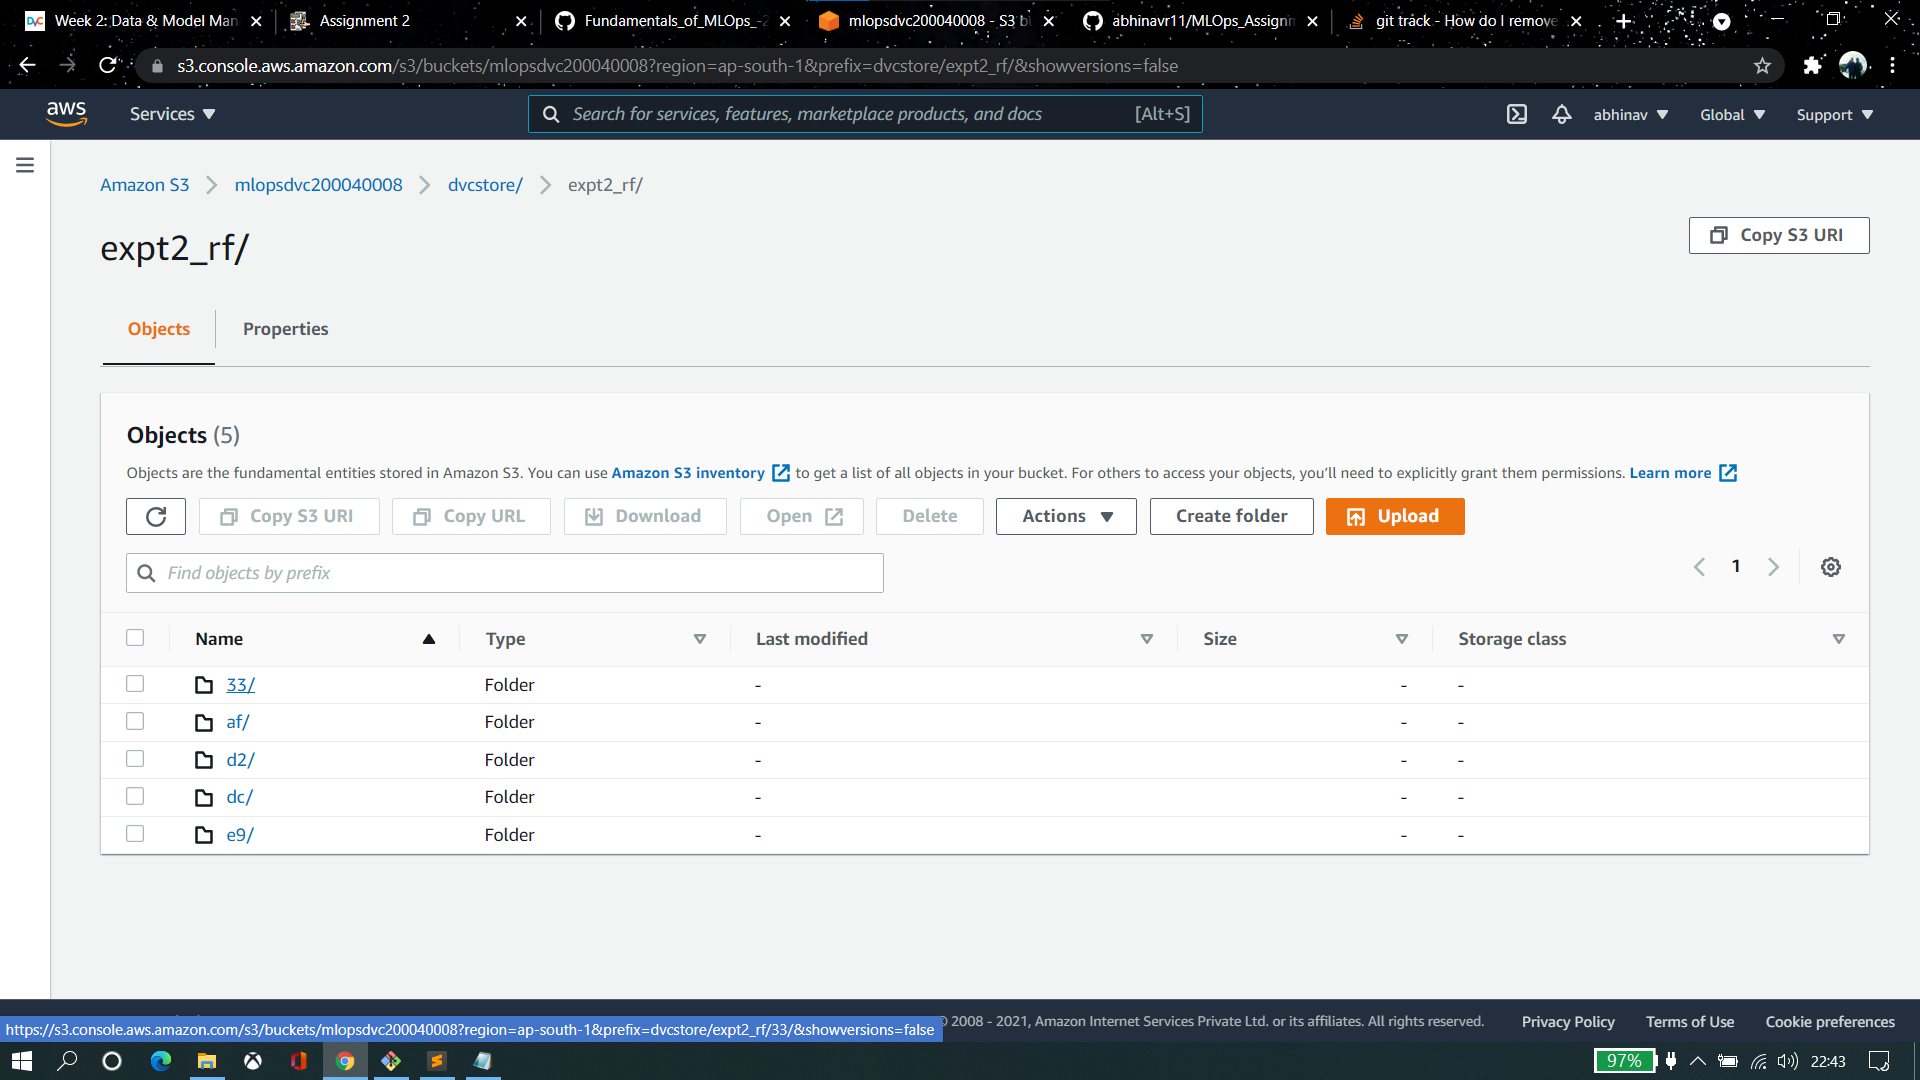 Week 2: Data & Model Man
Assignment 2
Fundamentals_of_MLOps_-2
mlopsdvc200040008 - S3 bu
abhinavr11/MLOps_Assignm
git track - How do I remove
s3.console.aws.amazon.com/s3/buckets/mlopsdvc200040008?region=ap-south-1&prefix=dvcstore/expt2_rf/&showversions=false
aws Services ▼ Search for services, features, marketplace products, and docs [Alt+S] abhinav ▼ Global ▼ Support ▼
Amazon S3 > mlopsdvc200040008 > dvcstore/ > expt2_rf/
expt2_rf/
Copy S3 URI
Objects Properties
Objects (5)
Objects are the fundamental entities stored in Amazon S3. You can use Amazon S3 inventory to get a list of all objects in your bucket. For others to access your objects, you’ll need to explicitly grant them permissions. Learn more
Copy S3 URI Copy URL Download Open Delete Actions ▼ Create folder Upload
Find objects by prefix
1
Name Type Last modified Size Storage class
33/ Folder - - -
af/ Folder - - -
d2/ Folder - - -
dc/ Folder - - -
e9/ Folder - - -
https://s3.console.aws.amazon.com/s3/buckets/mlopsdvc200040008?region=ap-south-1&prefix=dvcstore/expt2_rf/33/&showversions=false
© 2008 - 2021, Amazon Internet Services Private Ltd. or its affiliates. All rights reserved. Privacy Policy Terms of Use Cookie preferences
97% 22:43